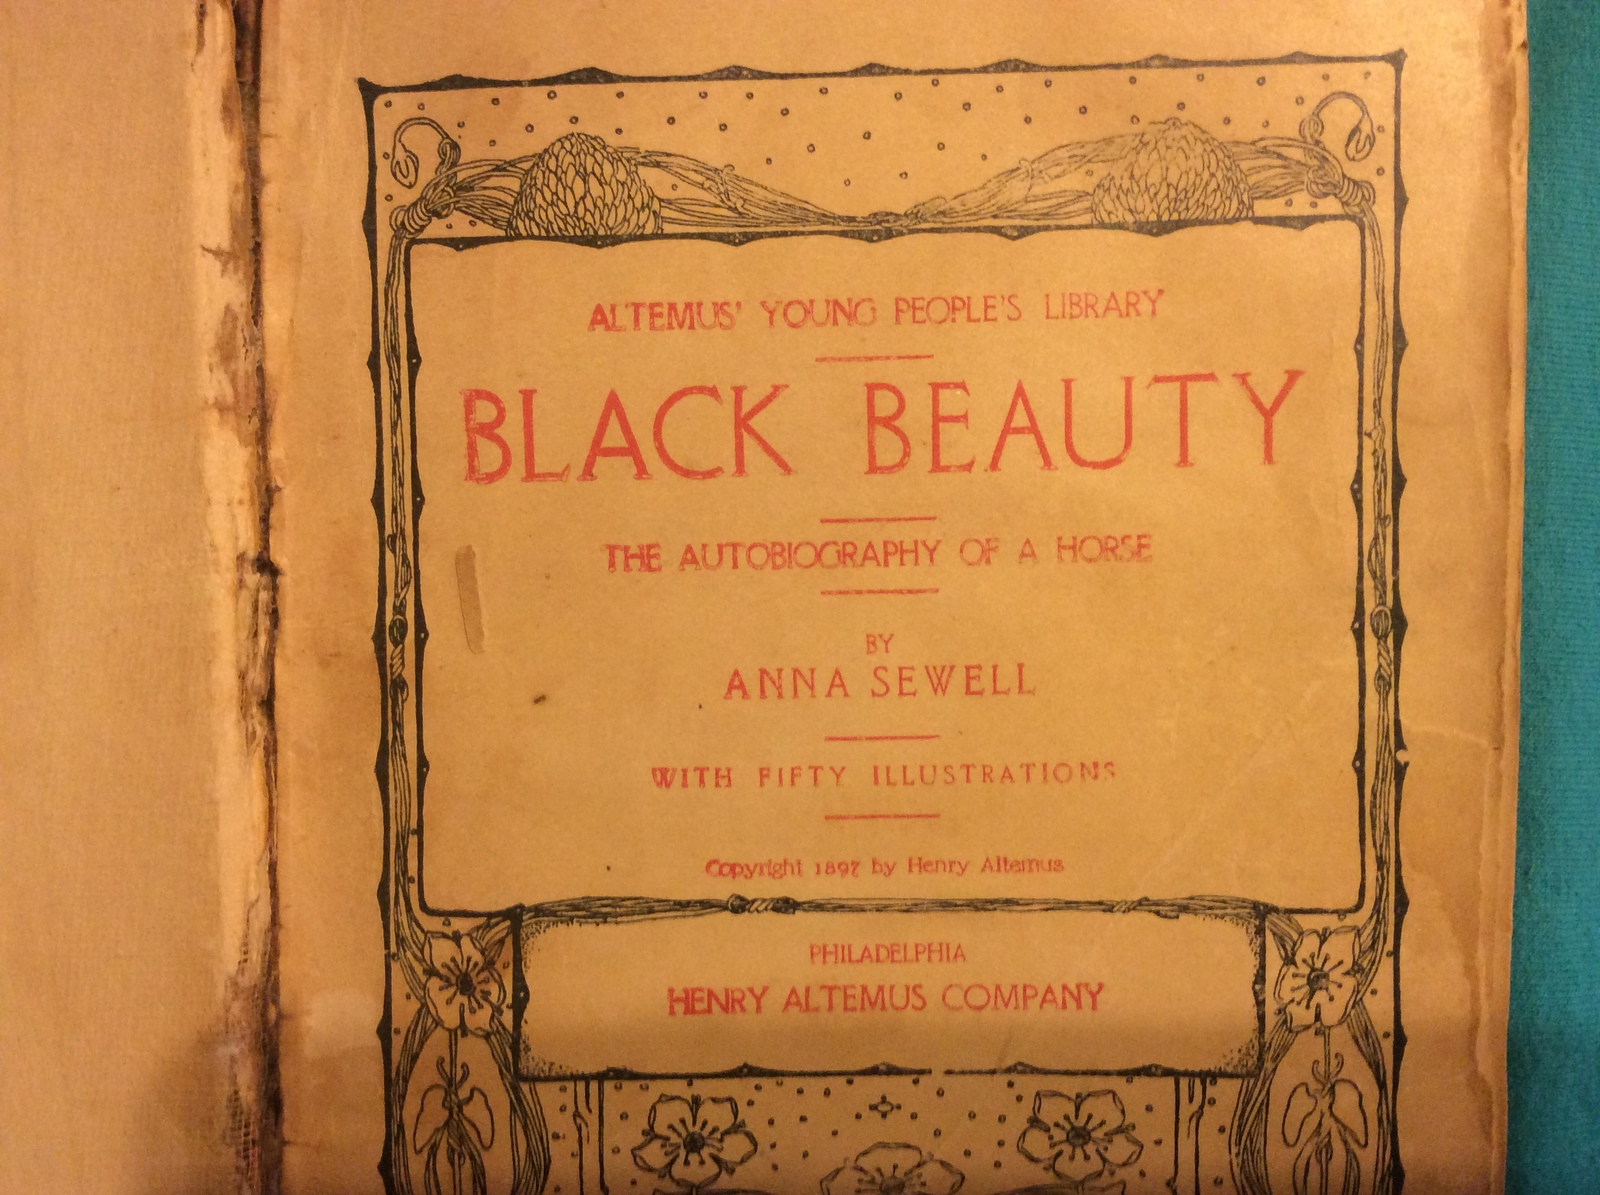 ALTEMUS' YOUNG PEOPLE'S LIBRARY
BLACK BEAUTY
THE AUTOBIOGRAPHY OF A HORSE
BY
ANNA SEWELL
WITH FIFTY ILLUSTRATIONS
Copyright 1897 by Henry Altemus
PHILADELPHIA
HENRY ALTEMUS COMPANY